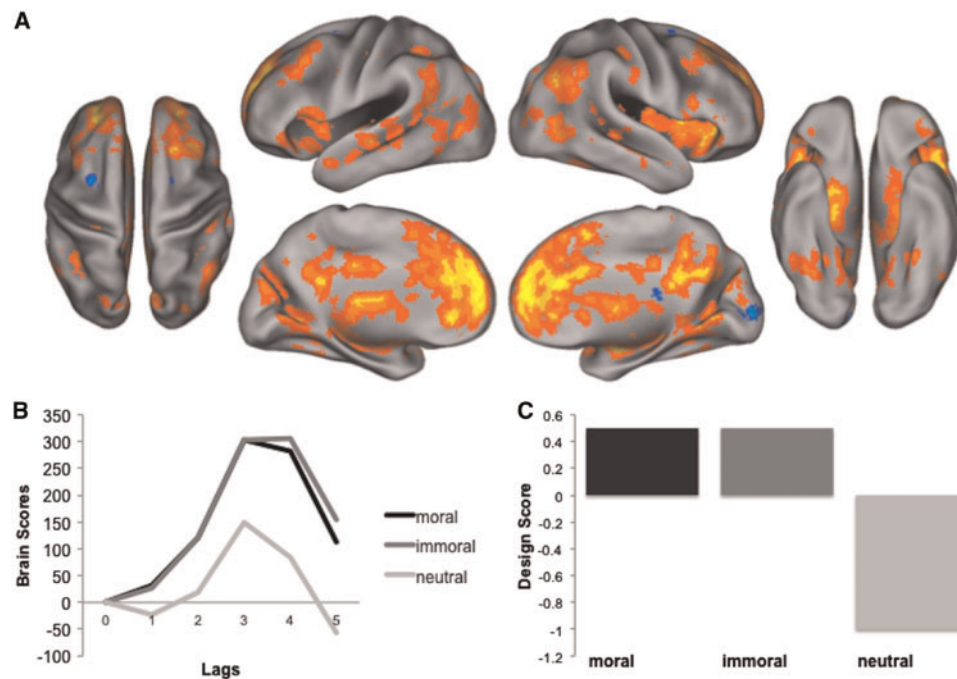 A
B
350
300
250
200
150
100
50
0
-50
-100
Brain Scores
0 1 2 3 4 5
Lags
moral
immoral
neutral
C
0.6
0.4
0.2
0
-0.2
-0.4
-0.6
-0.8
-1
-1.2
Design Score
moral immoral neutral